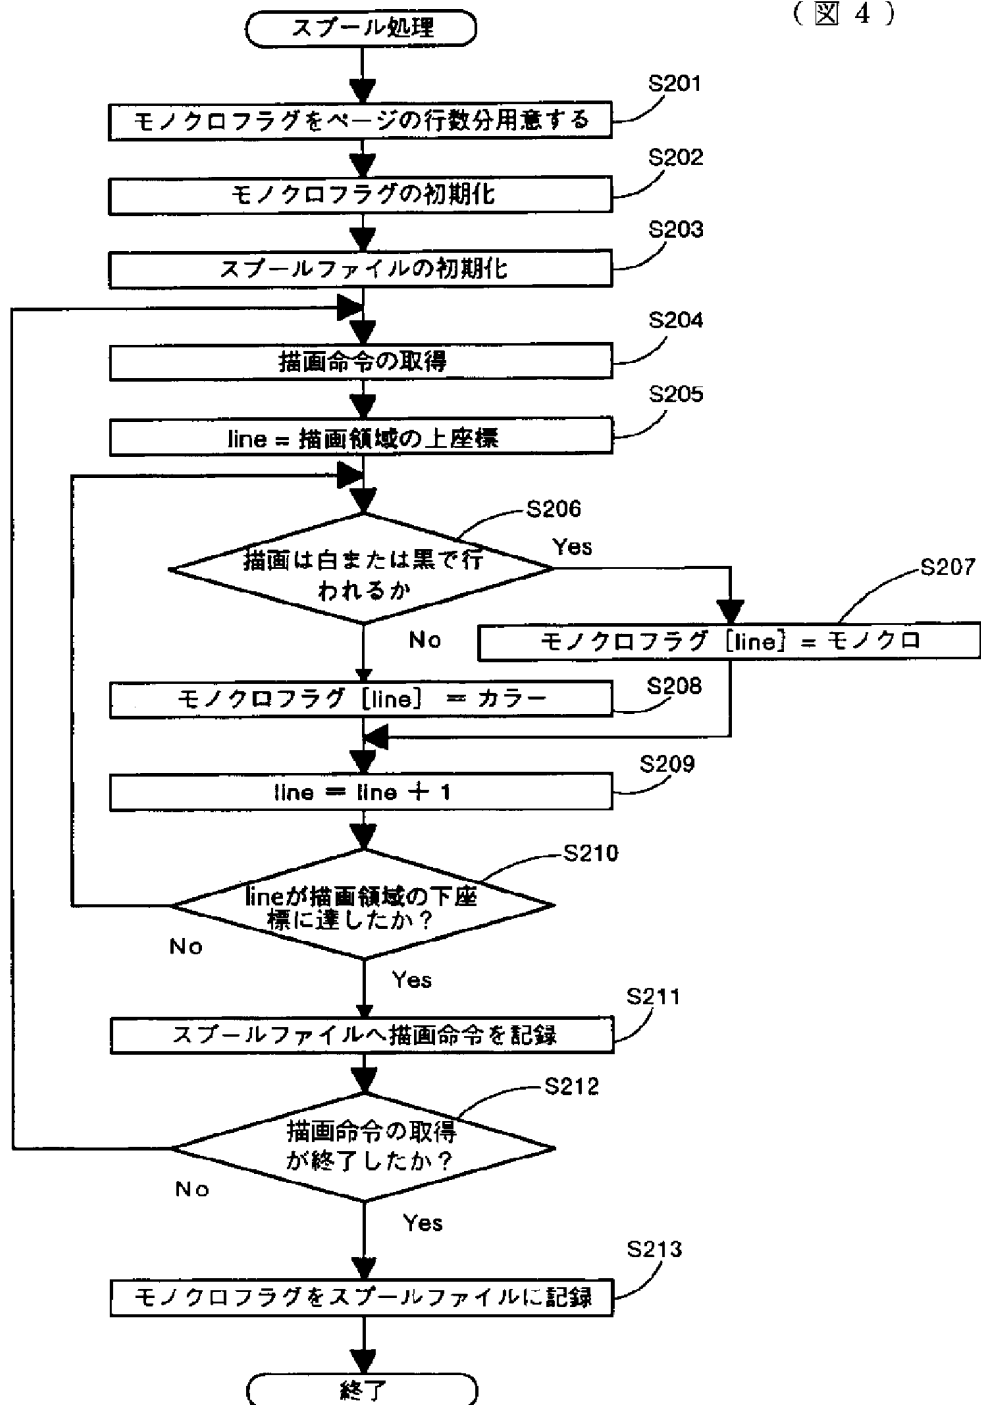 （図 4）
スプール処理
S201
モノクロフラグをページの行数分用意する
S202
モノクロフラグの初期化
S203
スプールファイルの初期化
S204
描画命令の取得
S205
line = 描画領域の上座標
S206
描画は白または黒で行
われるか
Yes
No
S207
モノクロフラグ [line] = モノクロ
モノクロフラグ [line] = カラー
S208
S209
line = line + 1
S210
lineが描画領域の下座
標に達したか？
No
Yes
S211
スプールファイルへ描画命令を記録
S212
描画命令の取得
が終了したか？
No
Yes
S213
モノクロフラグをスプールファイルに記録
終了